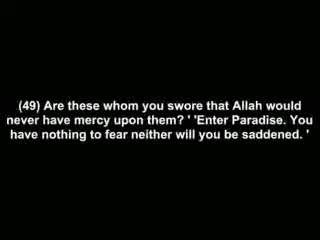 (49) Are these whom you swore that Allah would
never have mercy upon them? ' 'Enter Paradise. You
have nothing to fear neither will you be saddened. '